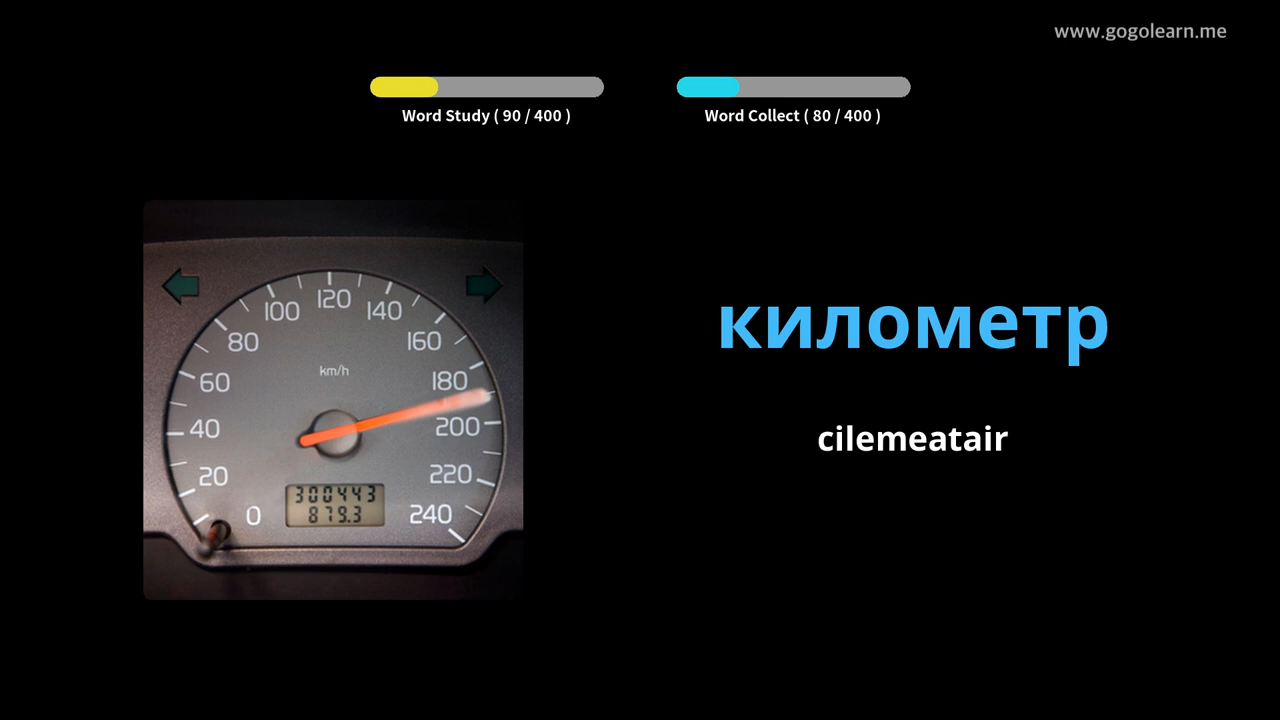 www.gogolearn.me
Word Study ( 90 / 400 )
Word Collect ( 80 / 400 )
120
100
140
80
160
km/h
60
180
40
200
20
220
300443
879.3
0
240
километр
cilemeatair